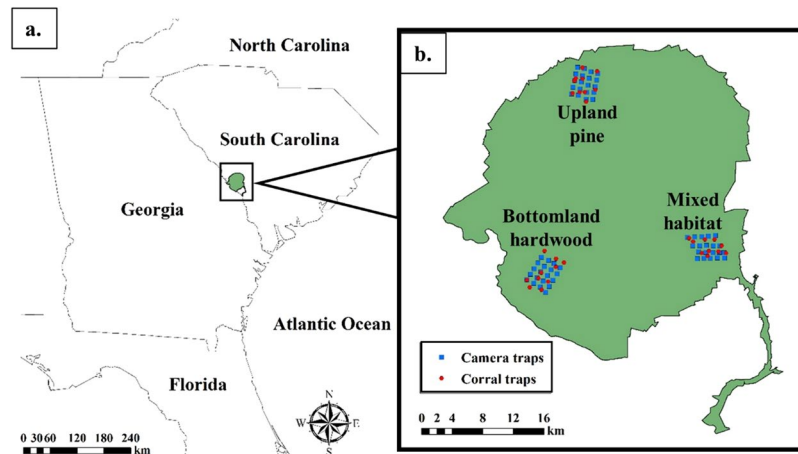 a.
North Carolina
South Carolina
Georgia
Atlantic Ocean
Florida
N
W E
S
0 30 60 120 180 240
km
b.
Upland
pine
Mixed
habitat
Bottomland
hardwood
Camera traps
Corral traps
0 2 4 8 12 16
km